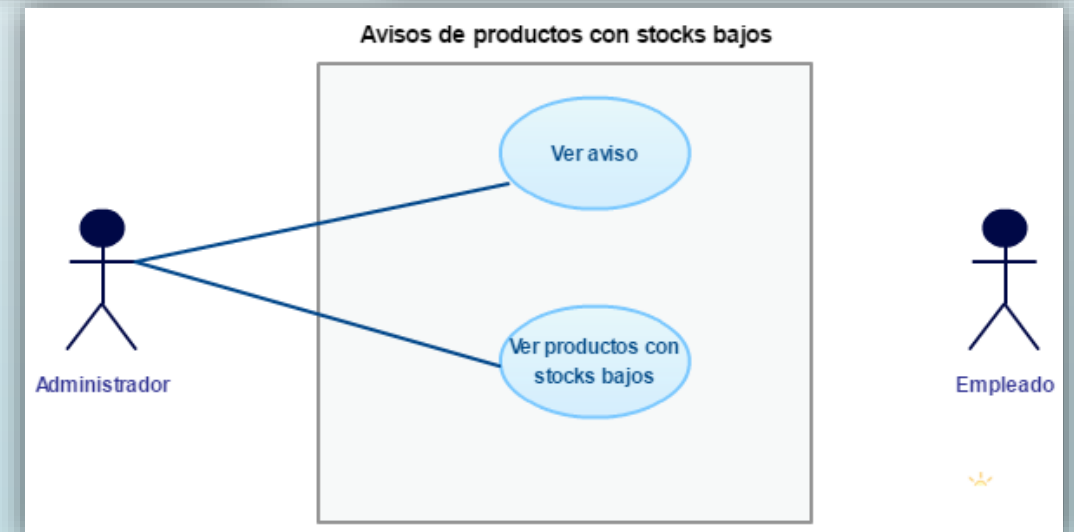 Avisos de productos con stocks bajos
Ver aviso
Ver productos con
stocks bajos
Administrador
Empleado